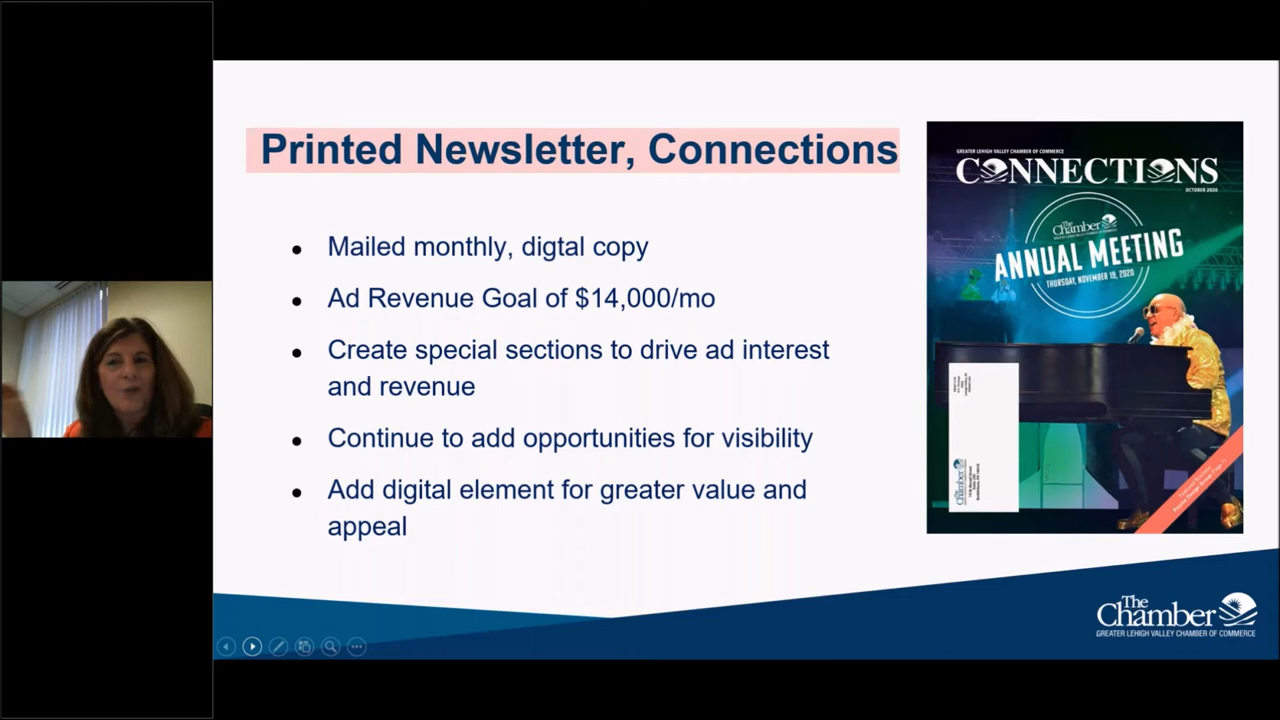 Printed Newsletter, Connections
Mailed monthly, digtal copy
Ad Revenue Goal of $14,000/mo
Create special sections to drive ad interest
and revenue
Continue to add opportunities for visibility
Add digital element for greater value and
appeal
GREATER LEHIGH VALLEY CHAMBER OF COMMERCE
CONNECTIONS
OCTOBER 2020
The Chamber
ANNUAL MEETING
THURSDAY, NOVEMBER 19, 2020
The Chamber
The
Chamber
GREATER LEHIGH VALLEY CHAMBER OF COMMERCE